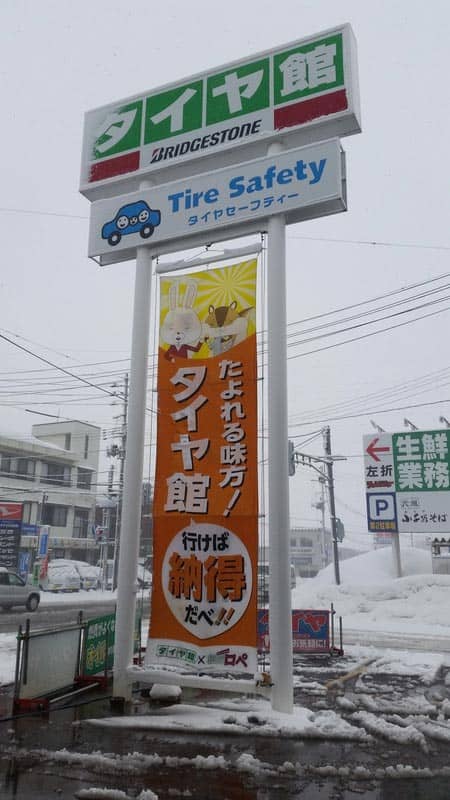 タイヤ館
BRIDGESTONE
Tire Safety
タイヤセーフティー
たよれる味方!
タイヤ館
行けば
納得
だべ!!
タイヤ館×
ロペ
左折
P
生鮮
業務